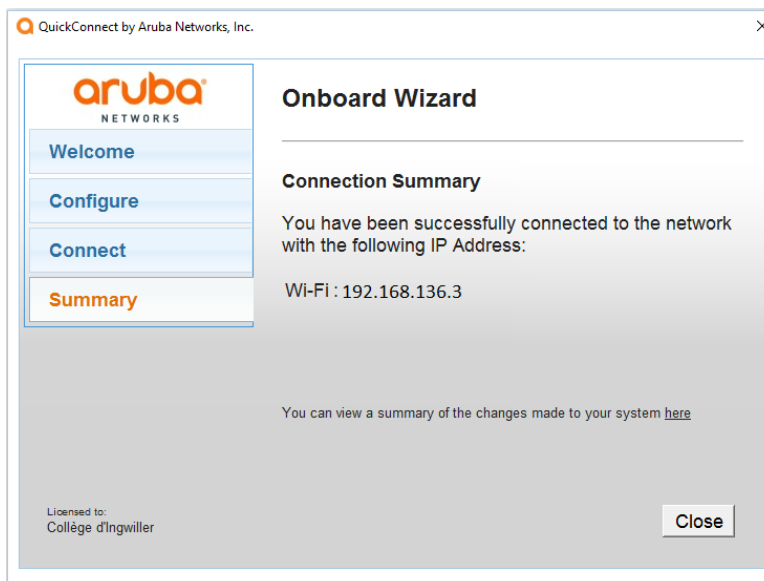 QuickConnect by Aruba Networks, Inc.
aruba
NETWORKS
Welcome
Configure
Connect
Summary
Onboard Wizard
Connection Summary
You have been successfully connected to the network
with the following IP Address:
Wi-Fi : 192.168.136.3
You can view a summary of the changes made to your system here
Licensed to:
Collège d'Ingwiller
Close